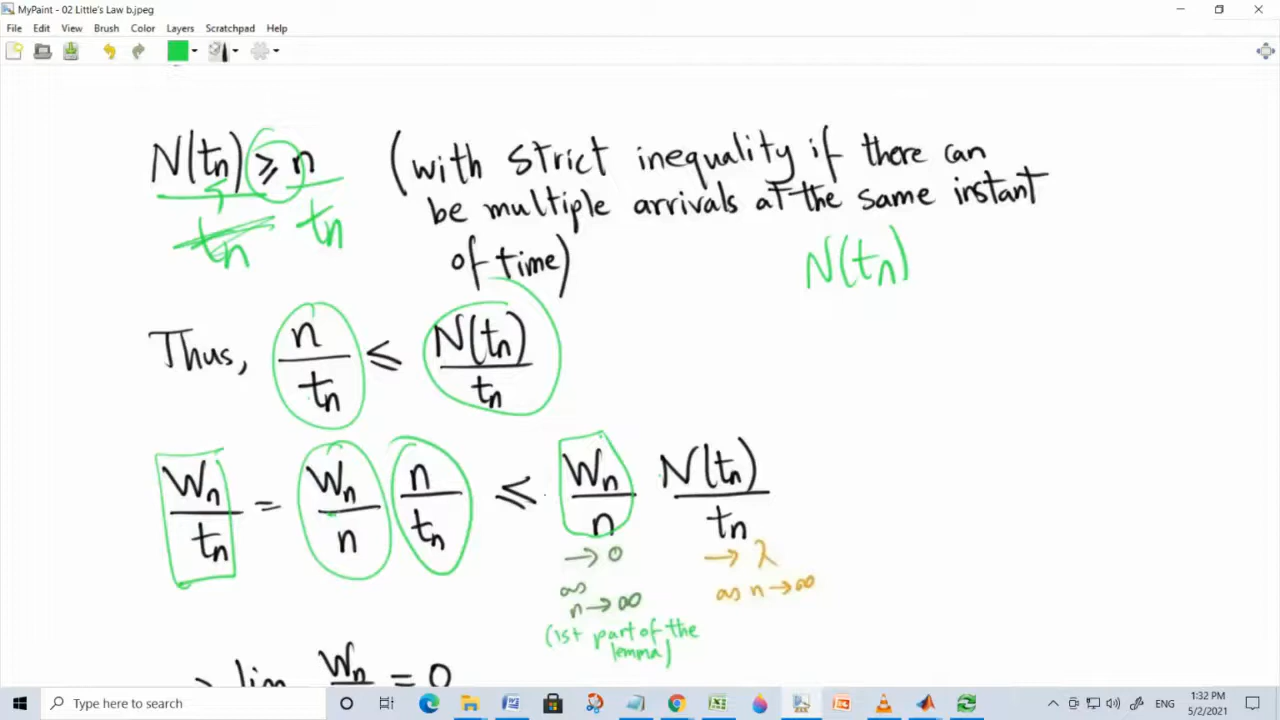 MyPaint - 02 Little's Law b.jpeg
File Edit View Brush Color Layers Scratchpad Help
N(tn) ⩾ n (with strict inequality if there can
be multiple arrivals at the same instant
of time)
tn tn N(tn)
Thus, n/tn ⩽ N(tn)/tn
Wn/tn = Wn/n n/tn ⩽ Wn/n N(tn)/tn
→ 0 → λ
as as n→∞
n→∞
(1st part of the
lemma)
lim Wn = 0
Type here to search
ENG
1:32 PM
5/2/2021